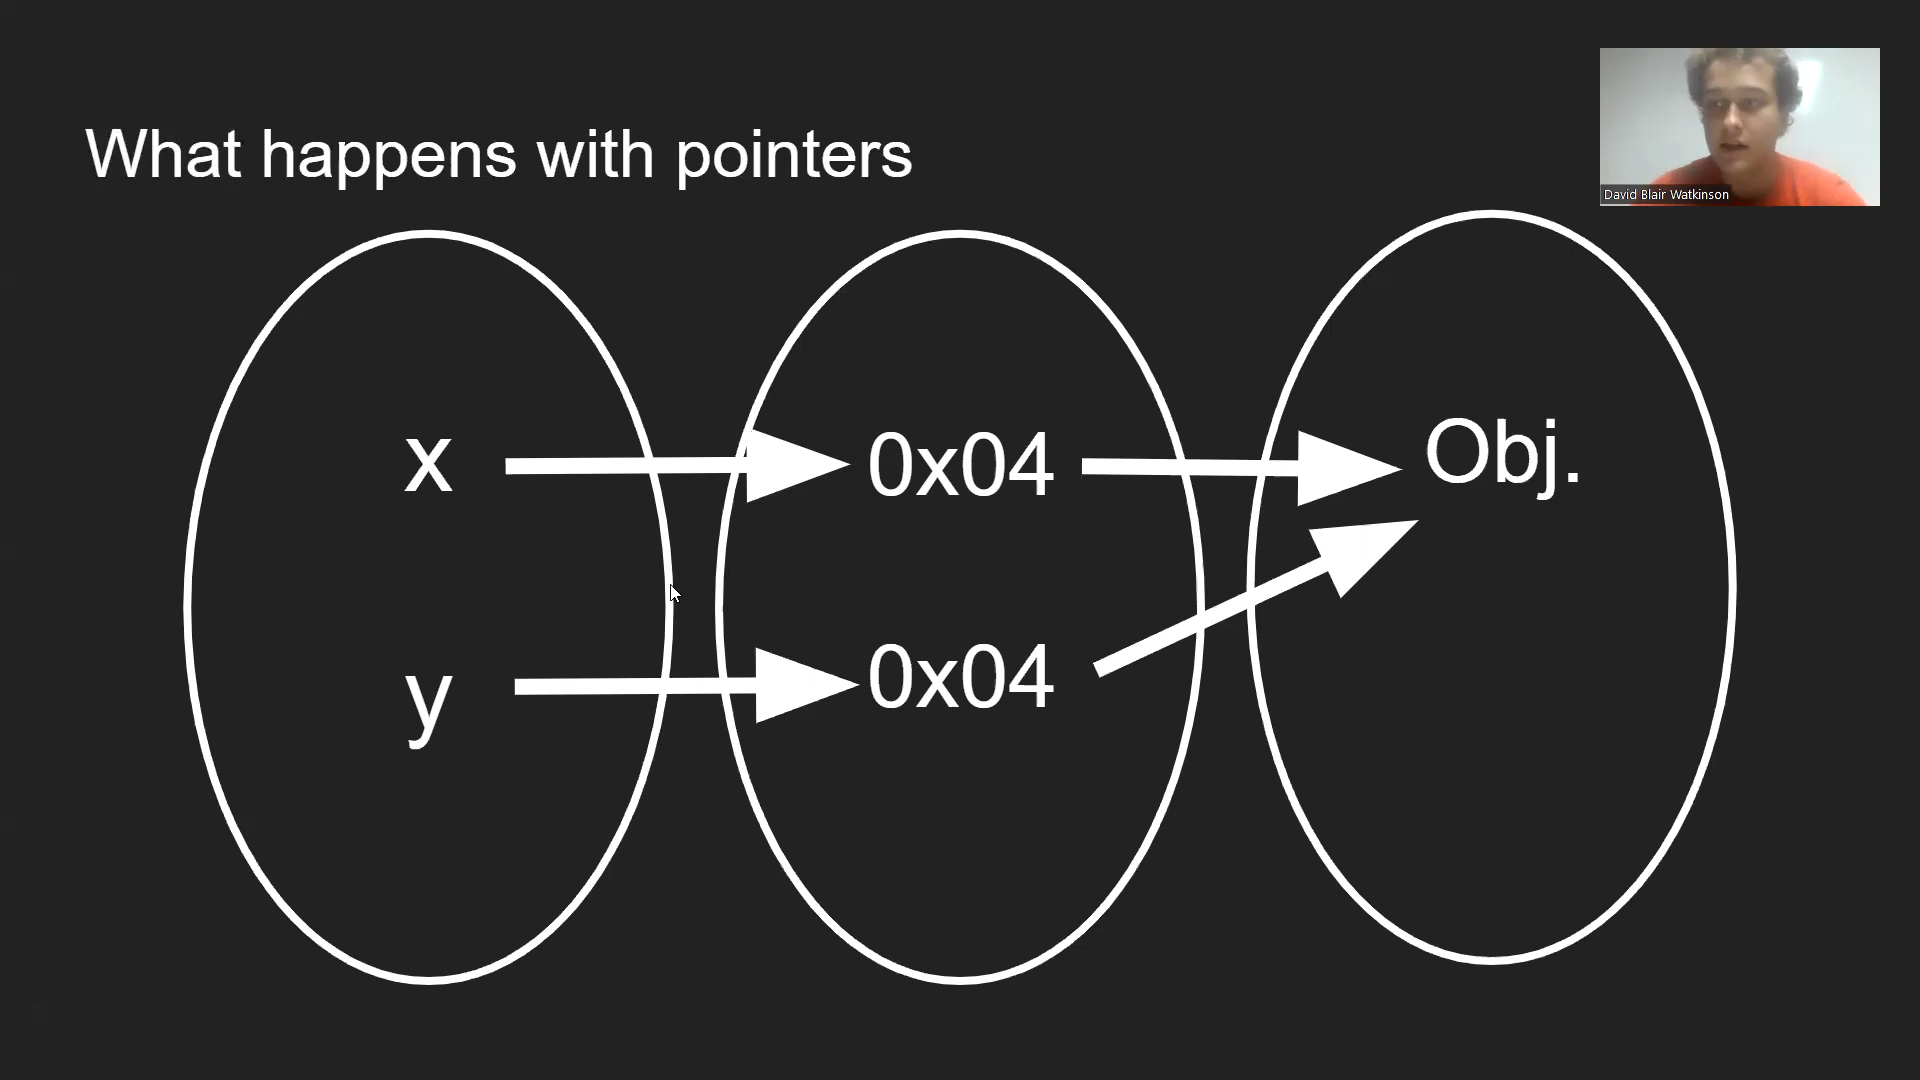 What happens with pointers
David Blair Watkinson
x 0x04 Obj.
y 0x04